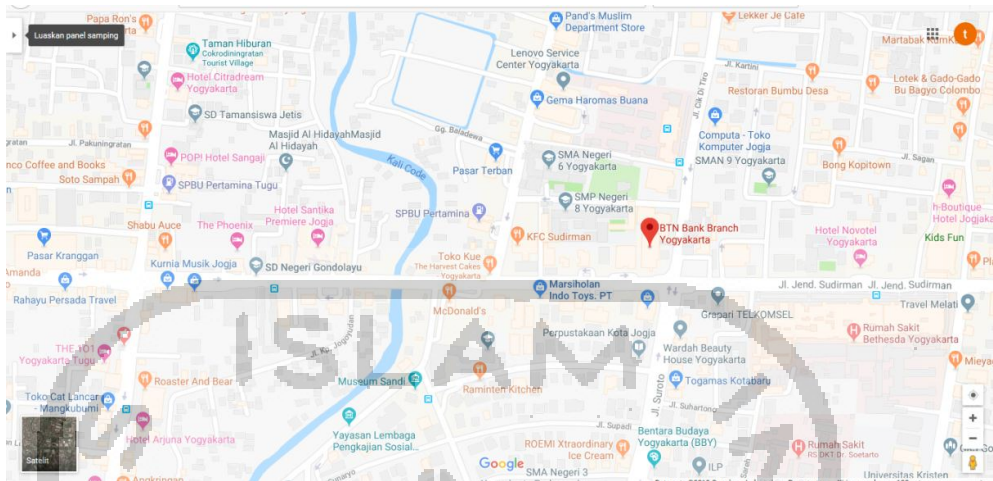 Papa Ron's
Luaskan panel samping
Taman Hiburan
Cokrodiningratan
Tourist Village
Hotel Citradream
Yogyakarta
SD Tamansiswa Jetis
Masjid Al HidayahMasjid
Al Hidayah
Jl. Pakuningratan
POP! Hotel Sangaji
nco Coffee and Books
Soto Sampah
SPBU Pertamina Tugu
Hotel Santika
Premiere Jogja
Shabu Auce
The Phoenix
Pasar Kranggan
Kurnia Musik Jogja
SD Negeri Gondolayu
Amanda
Rahayu Persada Travel
Pand's Muslim
Department Store
Lenovo Service
Center Yogyakarta
Gema Haromas Buana
Gg. Baladewa
Kali Code
Pasar Terban
SMA Negeri
6 Yogyakarta
SMP Negeri
8 Yogyakarta
SPBU Pertamina
KFC Sudirman
BTN Bank Branch
Yogyakarta
Toko Kue
The Harvest Cakes
Yogyakarta
Marsiholan
Indo Toys. PT
McDonald's
Lekker Je Cafe
t
Jl. Kartini
Jl. Cik Di Tiro
Restoran Bumbu Desa
Lotek & Gado-Gado
Bu Bagyo Colombo
Computa - Toko
Komputer Jogja
SMAN 9 Yogyakarta
Bong Kopitown
Jl. Sagan
h-Boutique
Hotel Jogjaka
Hotel Novotel
Yogyakarta
Kids Fun
Jl. Jend. Sudirman
Jl. Jend. Sudirman
Travel Melati
Grapari TELKOMSEL
Rumah Sakit
Bethesda Yogyakarta
Perpustakaan Kota Jogja
Wardah Beauty
House Yogyakarta
ISLAM
THE 1O1
Yogyakarta Tugu
Jl. Kp. Jogoyudan
Roaster And Bear
Museum Sandi
Raminten Kitchen
Togamas Kotabaru
Jl. Suroto
Jl. Suhartono
Toko Cat Lancar
- Mangkubumi
Hotel Arjuna Yogyakarta
Satelit
Yayasan Lembaga
Pengkajian Sosial...
Jl. Supadi
ROEMI Xtraordinary
Ice Cream
Bentara Budaya
Yogyakarta (BBY)
Rumah Sakit
RS DKT Dr. Soetarto
Google
SMA Negeri 3
ILP
Universitas Kristen
Angkringan